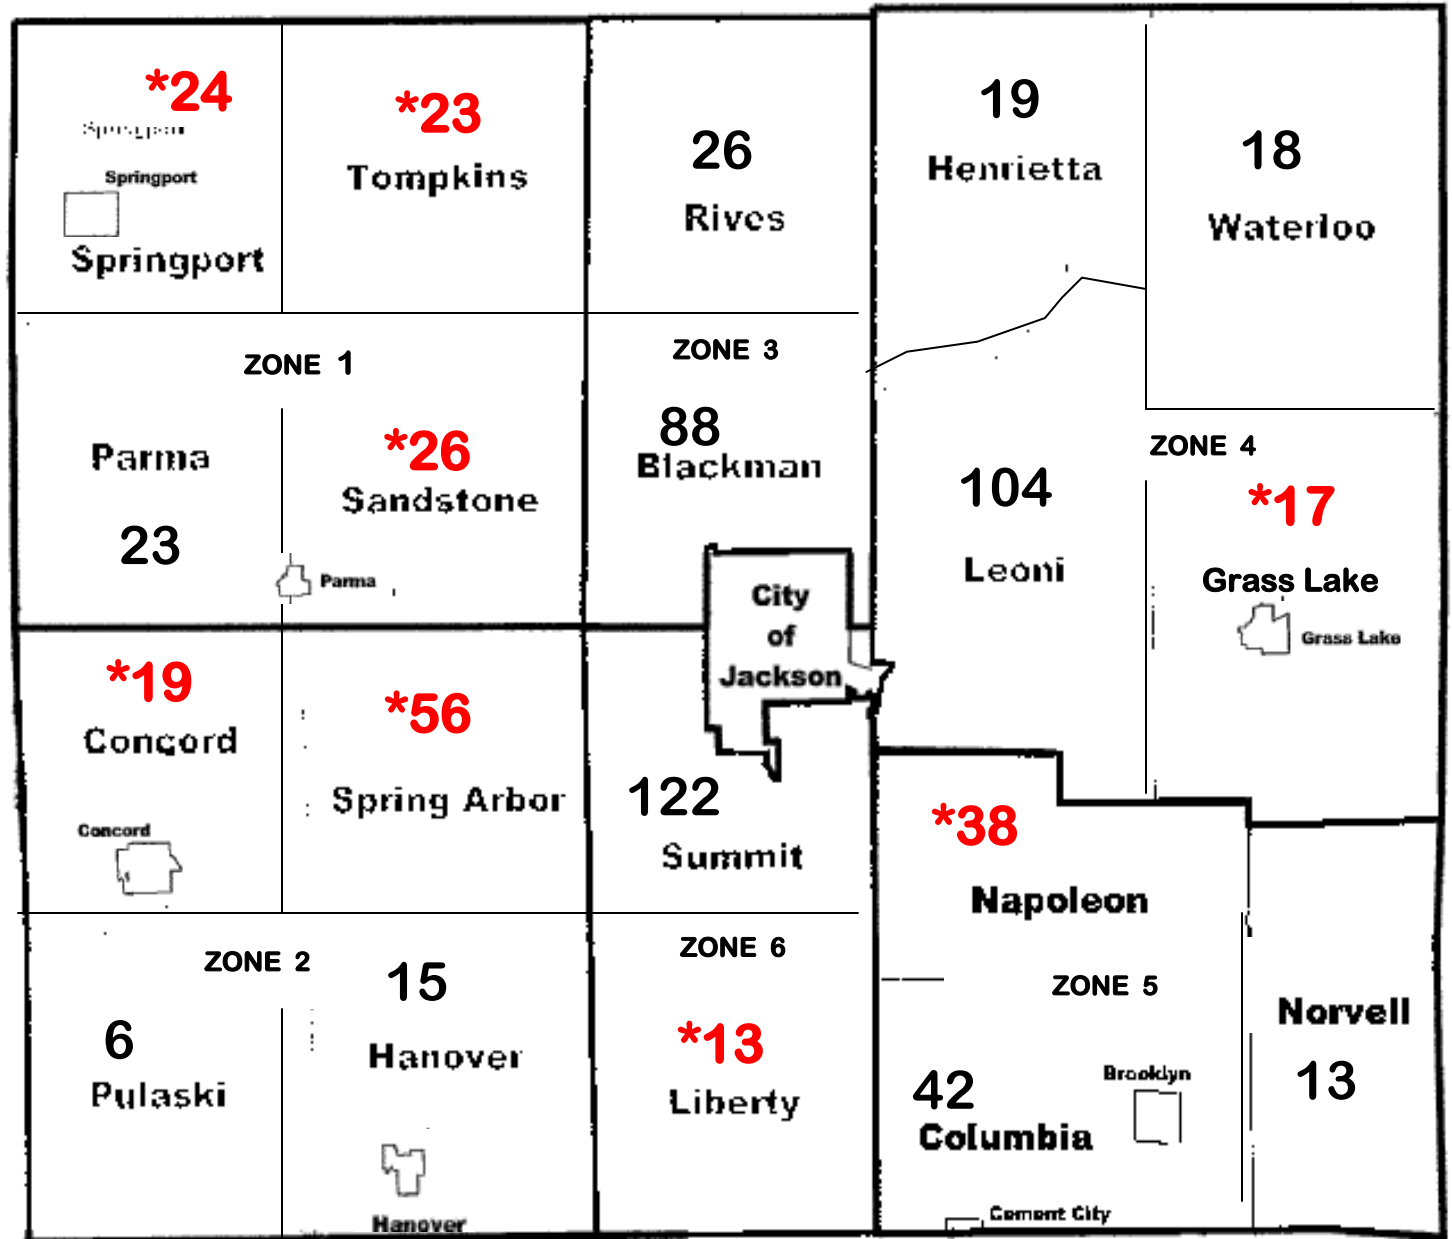 *24
Springport
Springport
Springport
*23
Tompkins
26
Rives
19
Henrietta
18
Waterloo
ZONE 1
Parma
23
*26
Sandstone
Parma
ZONE 3
88
Blackman
City
of
Jackson
104
Leoni
ZONE 4
*17
Grass Lake
Grass Lake
*19
Concord
Concord
*56
Spring Arbor
122
Summit
*38
Napoleon
ZONE 2
6
Pulaski
15
Hanover
Hanover
ZONE 6
*13
Liberty
ZONE 5
42
Columbia
Brooklyn
Cement City
Norvell
13